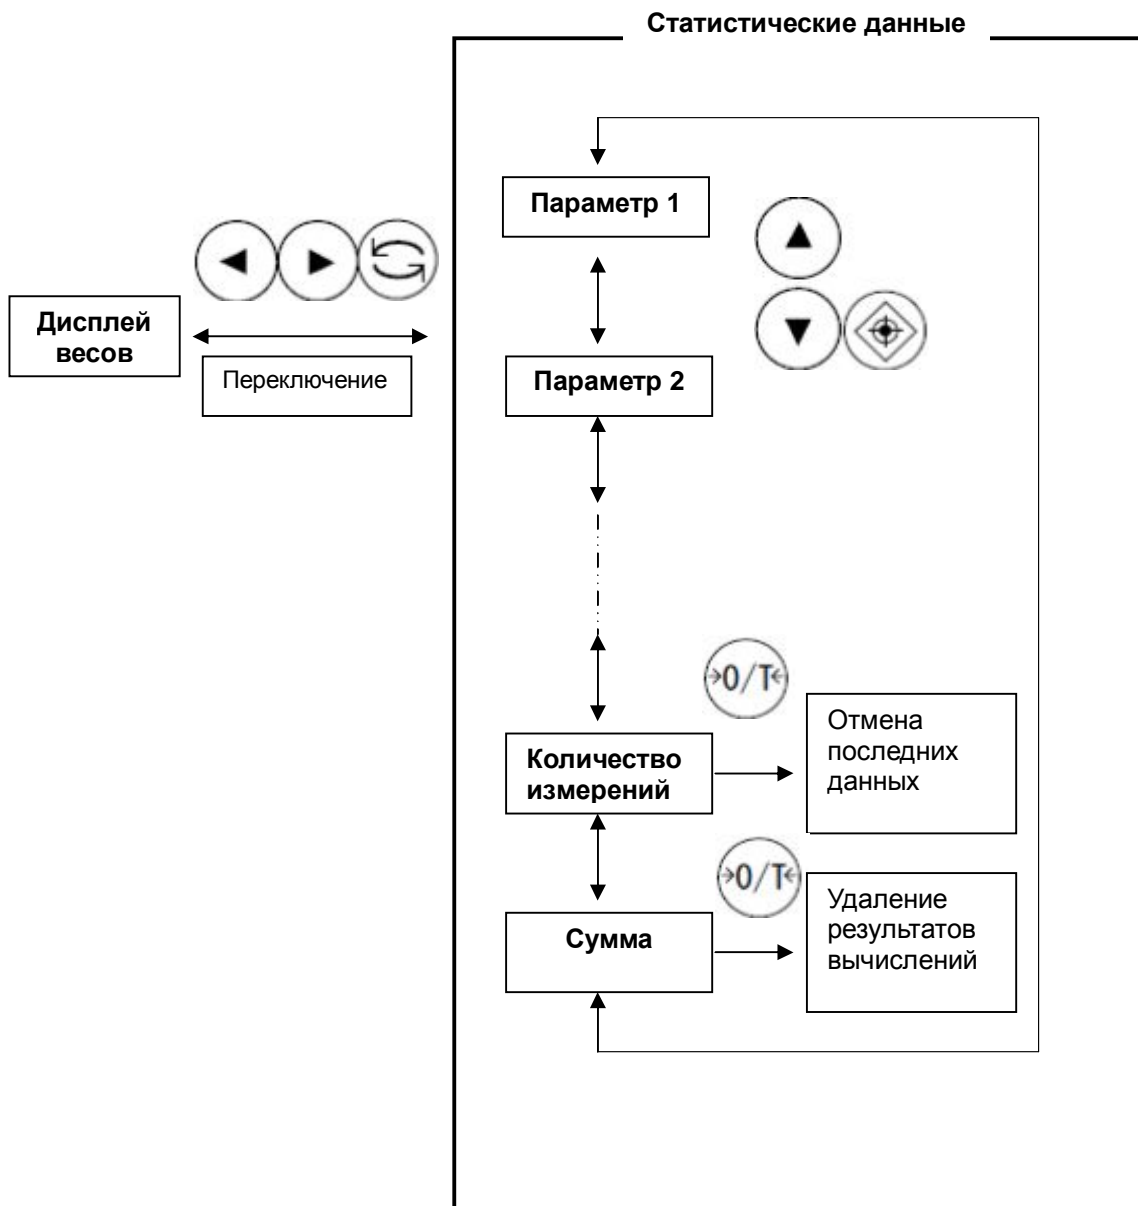 Статистические данные
Параметр 1
Дисплей
весов
Переключение
Параметр 2
→0/T←
Количество
измерений
Отмена
последних
данных
→0/T←
Сумма
Удаление
результатов
вычислений